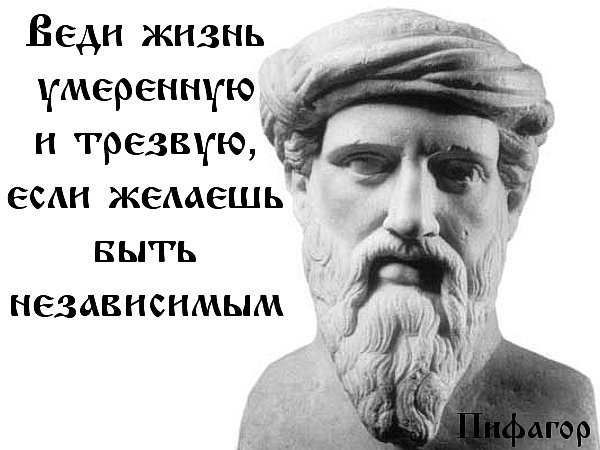 Веди жизнь
умеренную
и трезвую,
если желаешь
быть
независимым
Пифагор